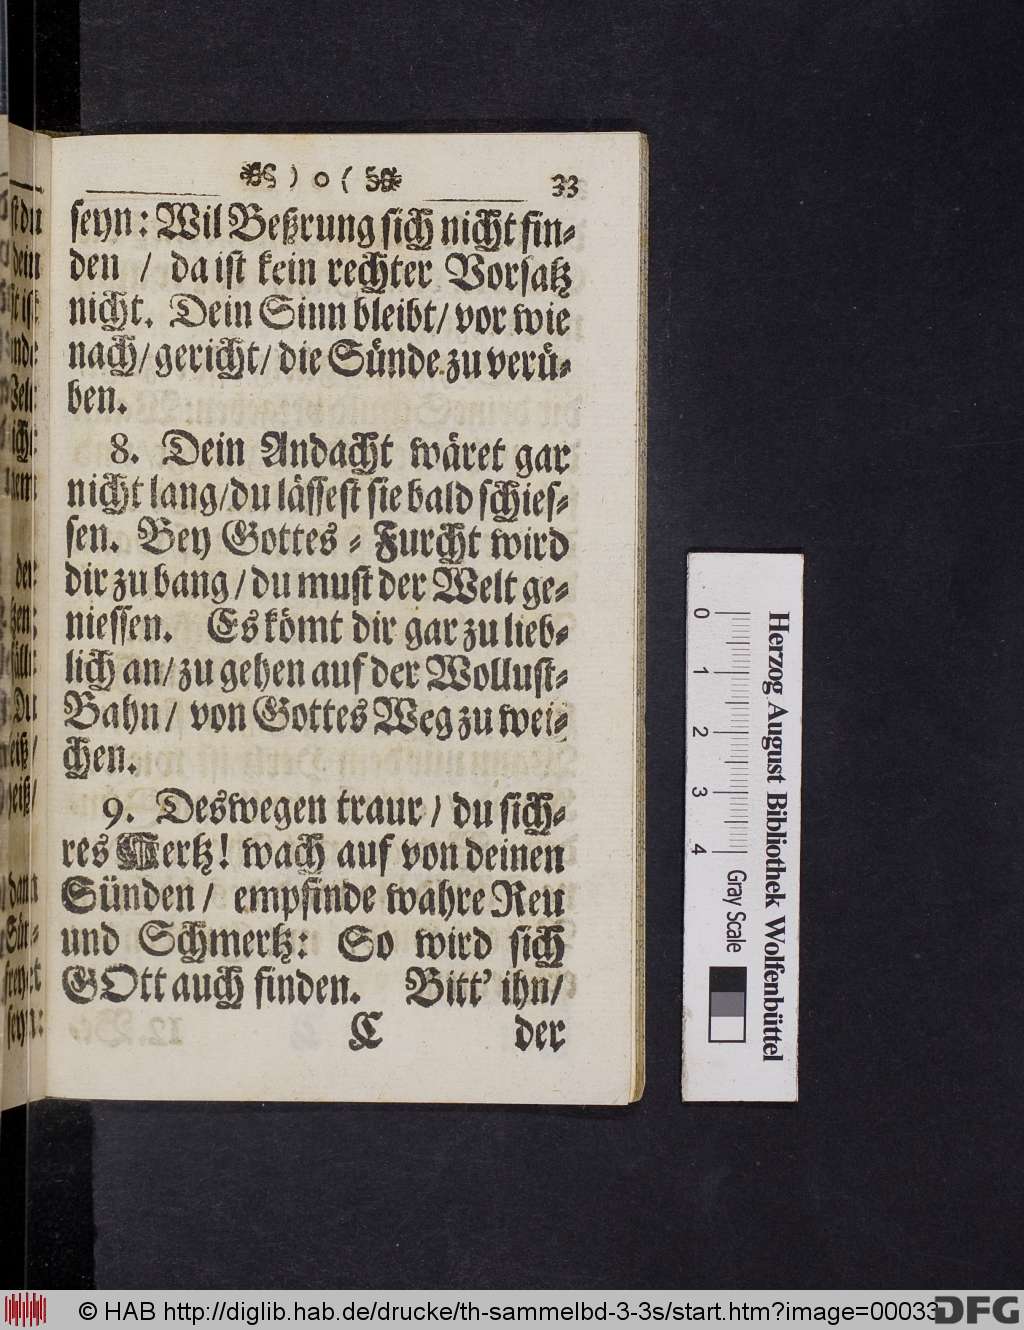 ) o (
33
seyn: Wil Beßrung sich nicht fin-
den / da ist kein rechter Vorsatz
nicht. Dein Sinn bleibt/ vor wie
nach/ gericht/ die Sünde zu verü-
ben.
8. Dein Andacht wäret gar
nicht lang/ du lässest sie bald schies-
sen. Bey Gottes - Furcht wird
dir zu bang / du must der Welt ge-
niessen. Es kömt dir gar zu lieb-
lich an/ zu gehen auf der Wollust-
Bahn / von Gottes Weg zu wei-
chen.
9. Deswegen traur / du sich-
res Hertz! wach auf von deinen
Sünden / empfinde wahre Reu
und Schmertz: So wird sich
GOtt auch finden. Bitt' ihn/
C der
0 1 2 3 4 Gray Scale
Herzog August Bibliothek Wolfenbüttel
© HAB http://diglib.hab.de/drucke/th-sammelbd-3-3s/start.htm?image=00033
DFG